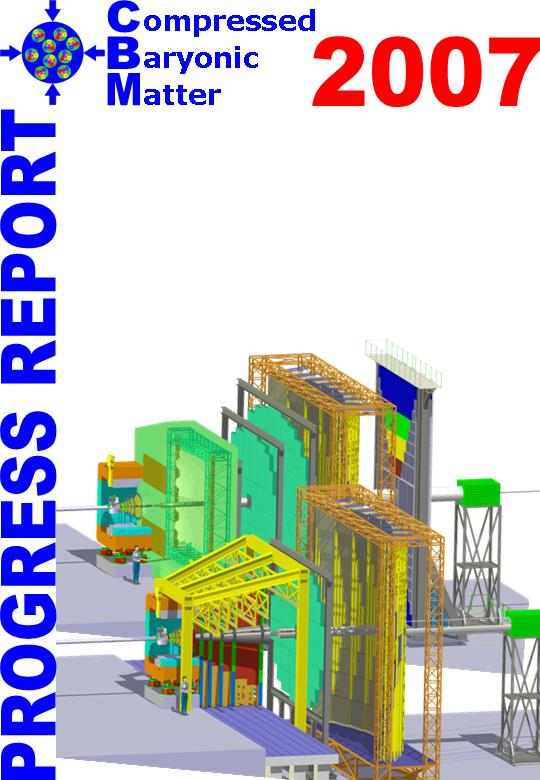 Compressed
Baryonic
Matter
2007
PROGRESS REPORT